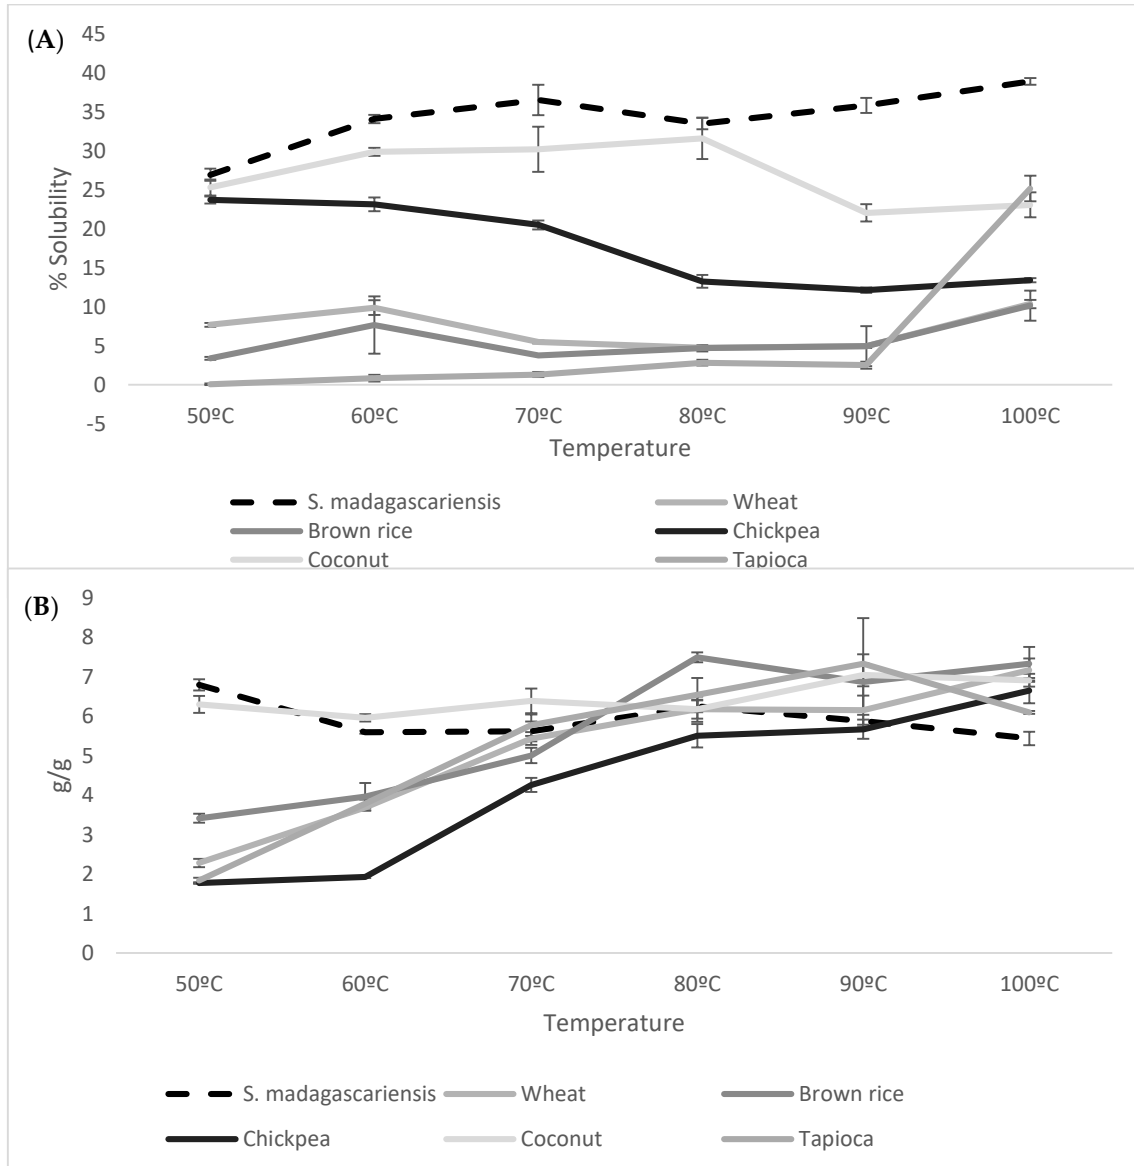 (A)
45
40
35
30
25
20
15
10
5
0
-5
% Solubility
50ºC 60ºC 70ºC 80ºC 90ºC 100ºC
Temperature
S. madagascariensis Wheat
Brown rice Chickpea
Coconut Tapioca
(B)
9
8
7
6
5
4
3
2
1
0
g/g
50ºC 60ºC 70ºC 80ºC 90ºC 100ºC
Temperature
S. madagascariensis Wheat Brown rice
Chickpea Coconut Tapioca